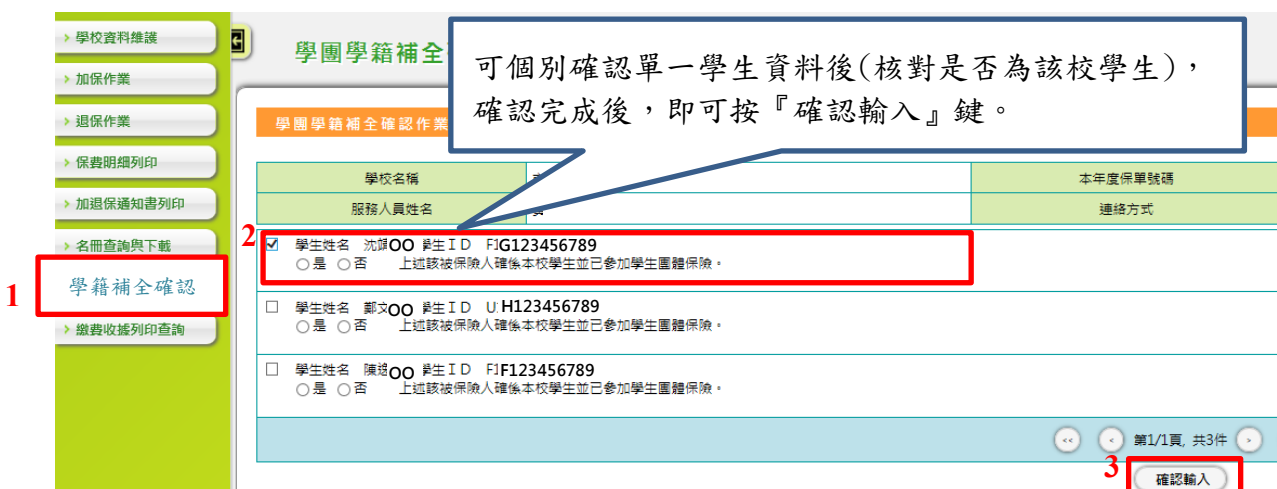 學校資料維護
加保作業
退保作業
保費明細列印
加退保通知書列印
名冊查詢與下載
1
學籍補全確認
繳費收據列印查詢
學團學籍補全
可個別確認單一學生資料後(核對是否為該校學生),
確認完成後,即可按『確認輸入』鍵。
學團學籍補全確認作業
學校名稱
本年度保單號碼
服務人員姓名
連絡方式
2
學生姓名 沈OO 學生ID F1G123456789
○是 ○否 上述該被保險人確係本校學生並已參加學生團體保險。
學生姓名 鄭文OO 學生ID U H123456789
○是 ○否 上述該被保險人確係本校學生並已參加學生團體保險。
學生姓名 陳OO 學生ID F1F123456789
○是 ○否 上述該被保險人確係本校學生並已參加學生團體保險。
第1/1頁, 共3件
3
確認輸入